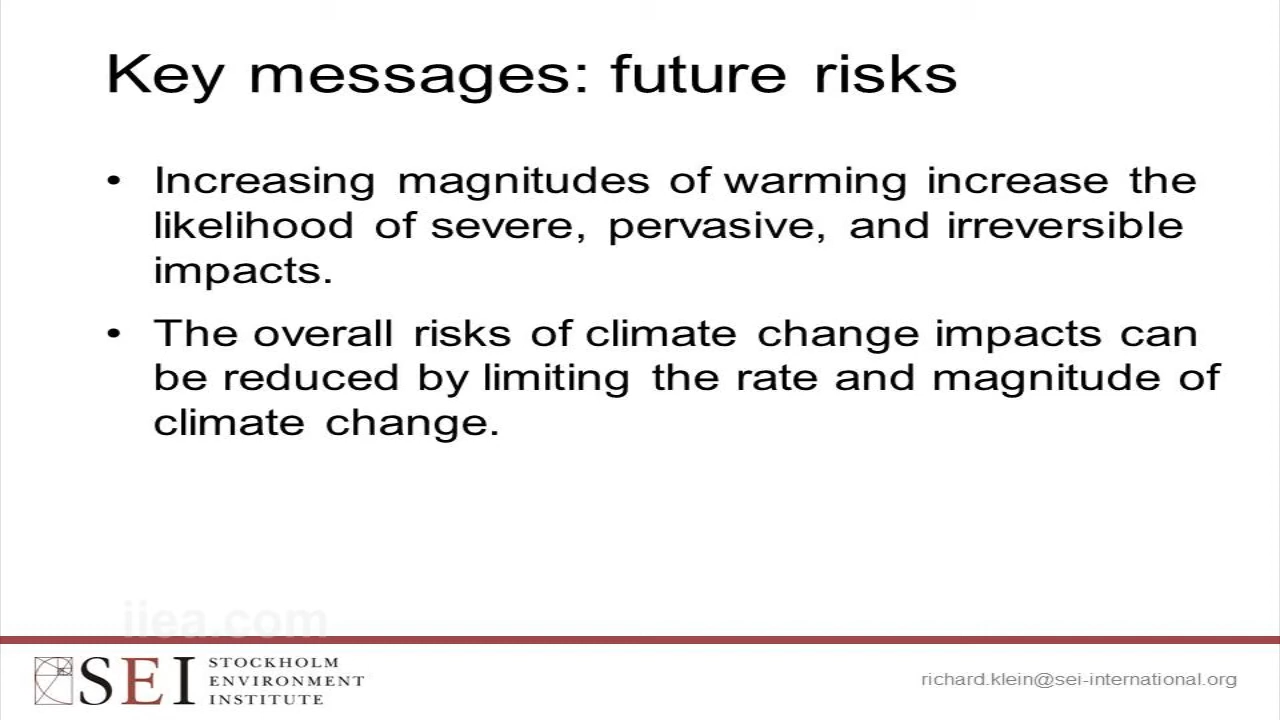 Key messages: future risks
• Increasing magnitudes of warming increase the
likelihood of severe, pervasive, and irreversible
impacts.
• The overall risks of climate change impacts can
be reduced by limiting the rate and magnitude of
climate change.
iiea.com
SEI
STOCKHOLM
ENVIRONMENT
INSTITUTE
richard.klein@sei-international.org